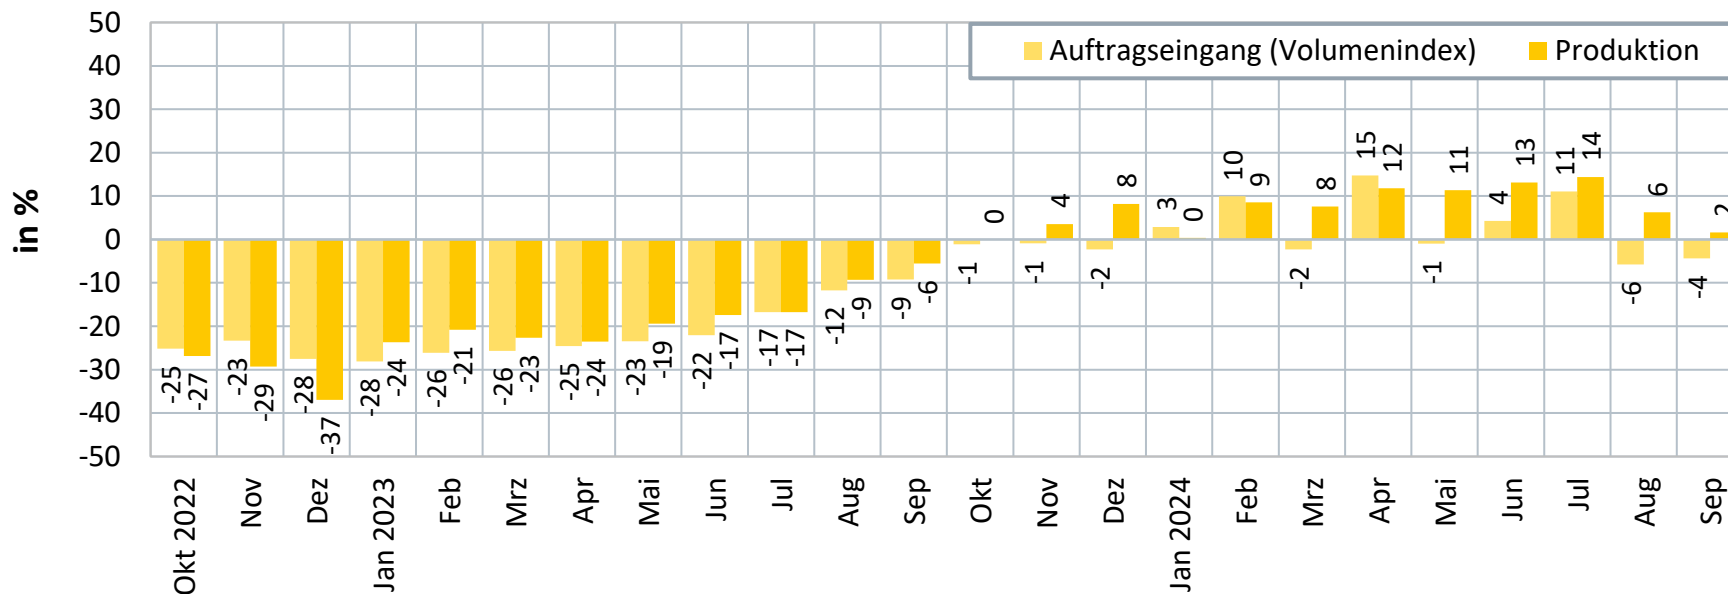 50
40
30
20
10
0
-10
-20
-30
-40
-50
in %
Auftragseingang (Volumenindex)
Produktion
-25
-27
-23
-29
-28
-37
-28
-24
-26
-21
-26
-23
-25
-24
-23
-19
-22
-17
-17
-17
-12
-9
-9
-6
-1
0
-1
4
-2
8
3
0
10
9
-2
8
15
12
-1
11
4
13
11
14
-6
6
-4
2
Okt 2022
Nov
Dez
Jan 2023
Feb
Mrz
Apr
Mai
Jun
Jul
Aug
Sep
Okt
Nov
Dez
Jan 2024
Feb
Mrz
Apr
Mai
Jun
Jul
Aug
Sep